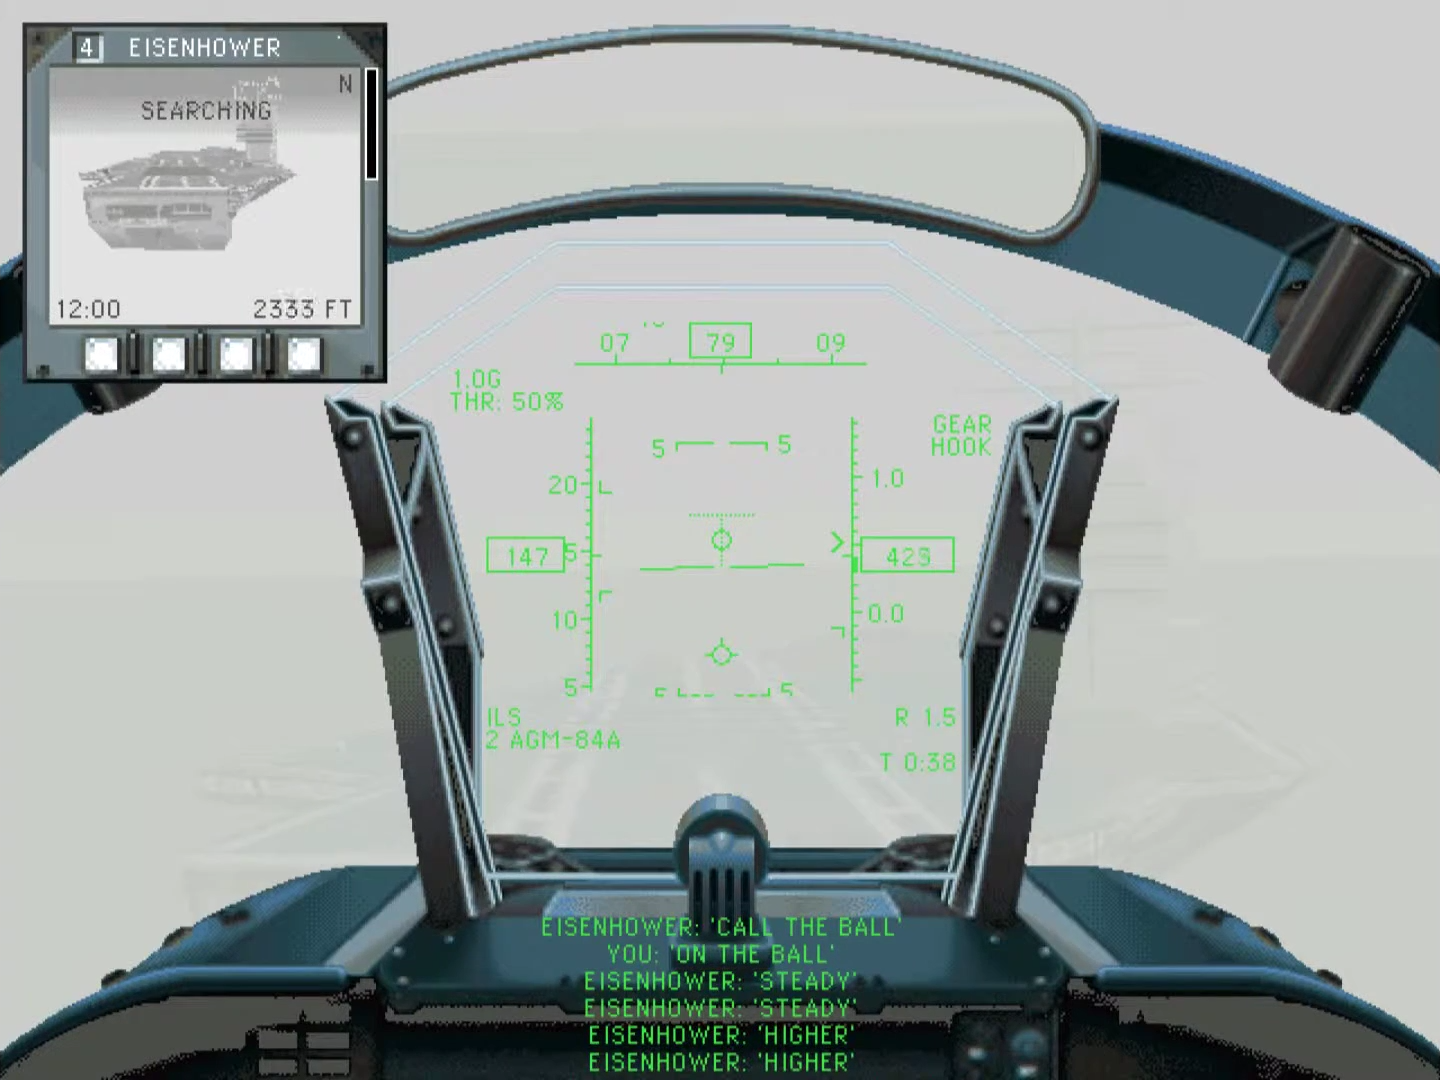 4 EISENHOWER
N
SEARCHING
12:00 2333 FT
07 79 09
1.0G
THR: 50%
GEAR
HOOK
5 5
20 1.0
147 5
10 0.0
5 5 5
ILS R 1.5
2 AGM-84A
T 0:38
EISENHOWER: 'CALL THE BALL'
YOU: 'ON THE BALL'
EISENHOWER: 'STEADY'
EISENHOWER: 'STEADY'
EISENHOWER: 'HIGHER'
EISENHOWER: 'HIGHER'